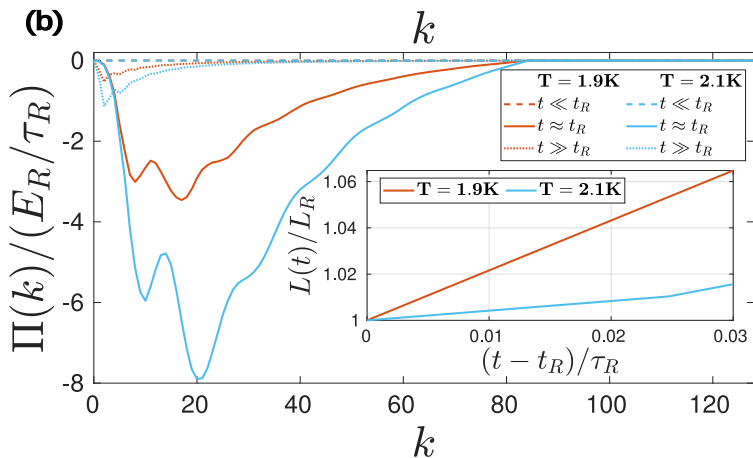 (b)
k
0
-2
-4
-6
-8
Π(k)/(E_R/τ_R)
T = 1.9K T = 2.1K
t ≪ t_R t ≪ t_R
t ≈ t_R t ≈ t_R
t ≫ t_R t ≫ t_R
1.06
1.04
1.02
1
L(t)/L_R
T = 1.9K T = 2.1K
0 0.01 0.02 0.03
(t − t_R)/τ_R
0 20 40 60 80 100 120
k